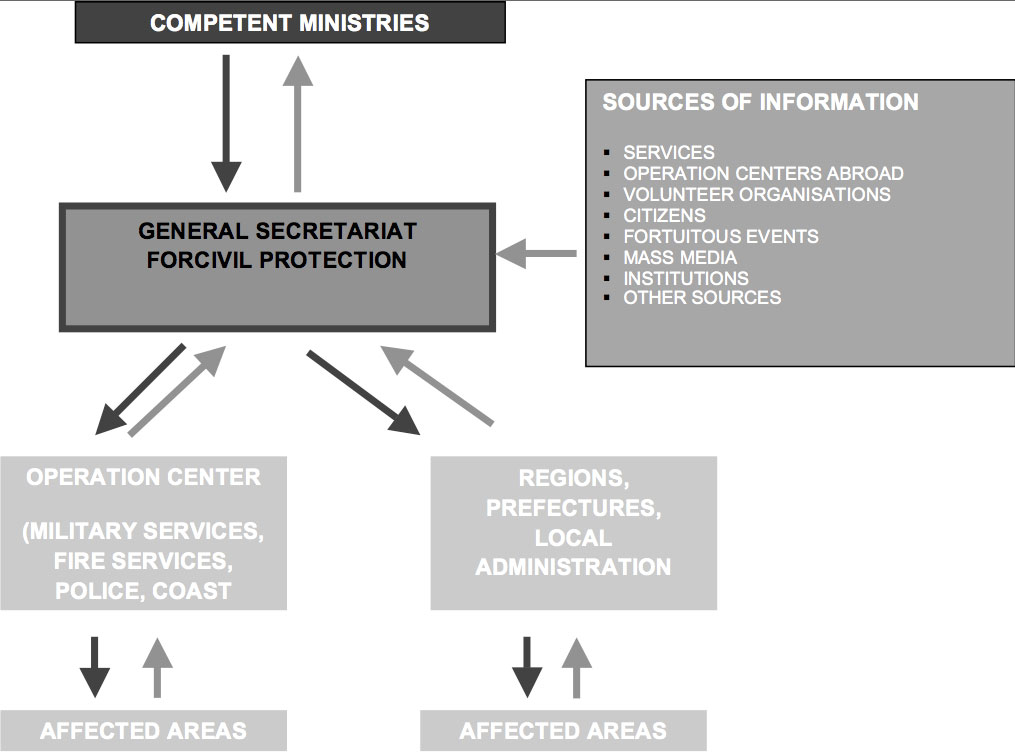 COMPETENT MINISTRIES
SOURCES OF INFORMATION
▪ SERVICES
▪ OPERATION CENTERS ABROAD
▪ VOLUNTEER ORGANISATIONS
▪ CITIZENS
▪ FORTUITOUS EVENTS
▪ MASS MEDIA
▪ INSTITUTIONS
▪ OTHER SOURCES
GENERAL SECRETARIAT
FORCIVIL PROTECTION
OPERATION CENTER
(MILITARY SERVICES,
FIRE SERVICES,
POLICE, COAST
REGIONS,
PREFECTURES,
LOCAL
ADMINISTRATION
AFFECTED AREAS
AFFECTED AREAS